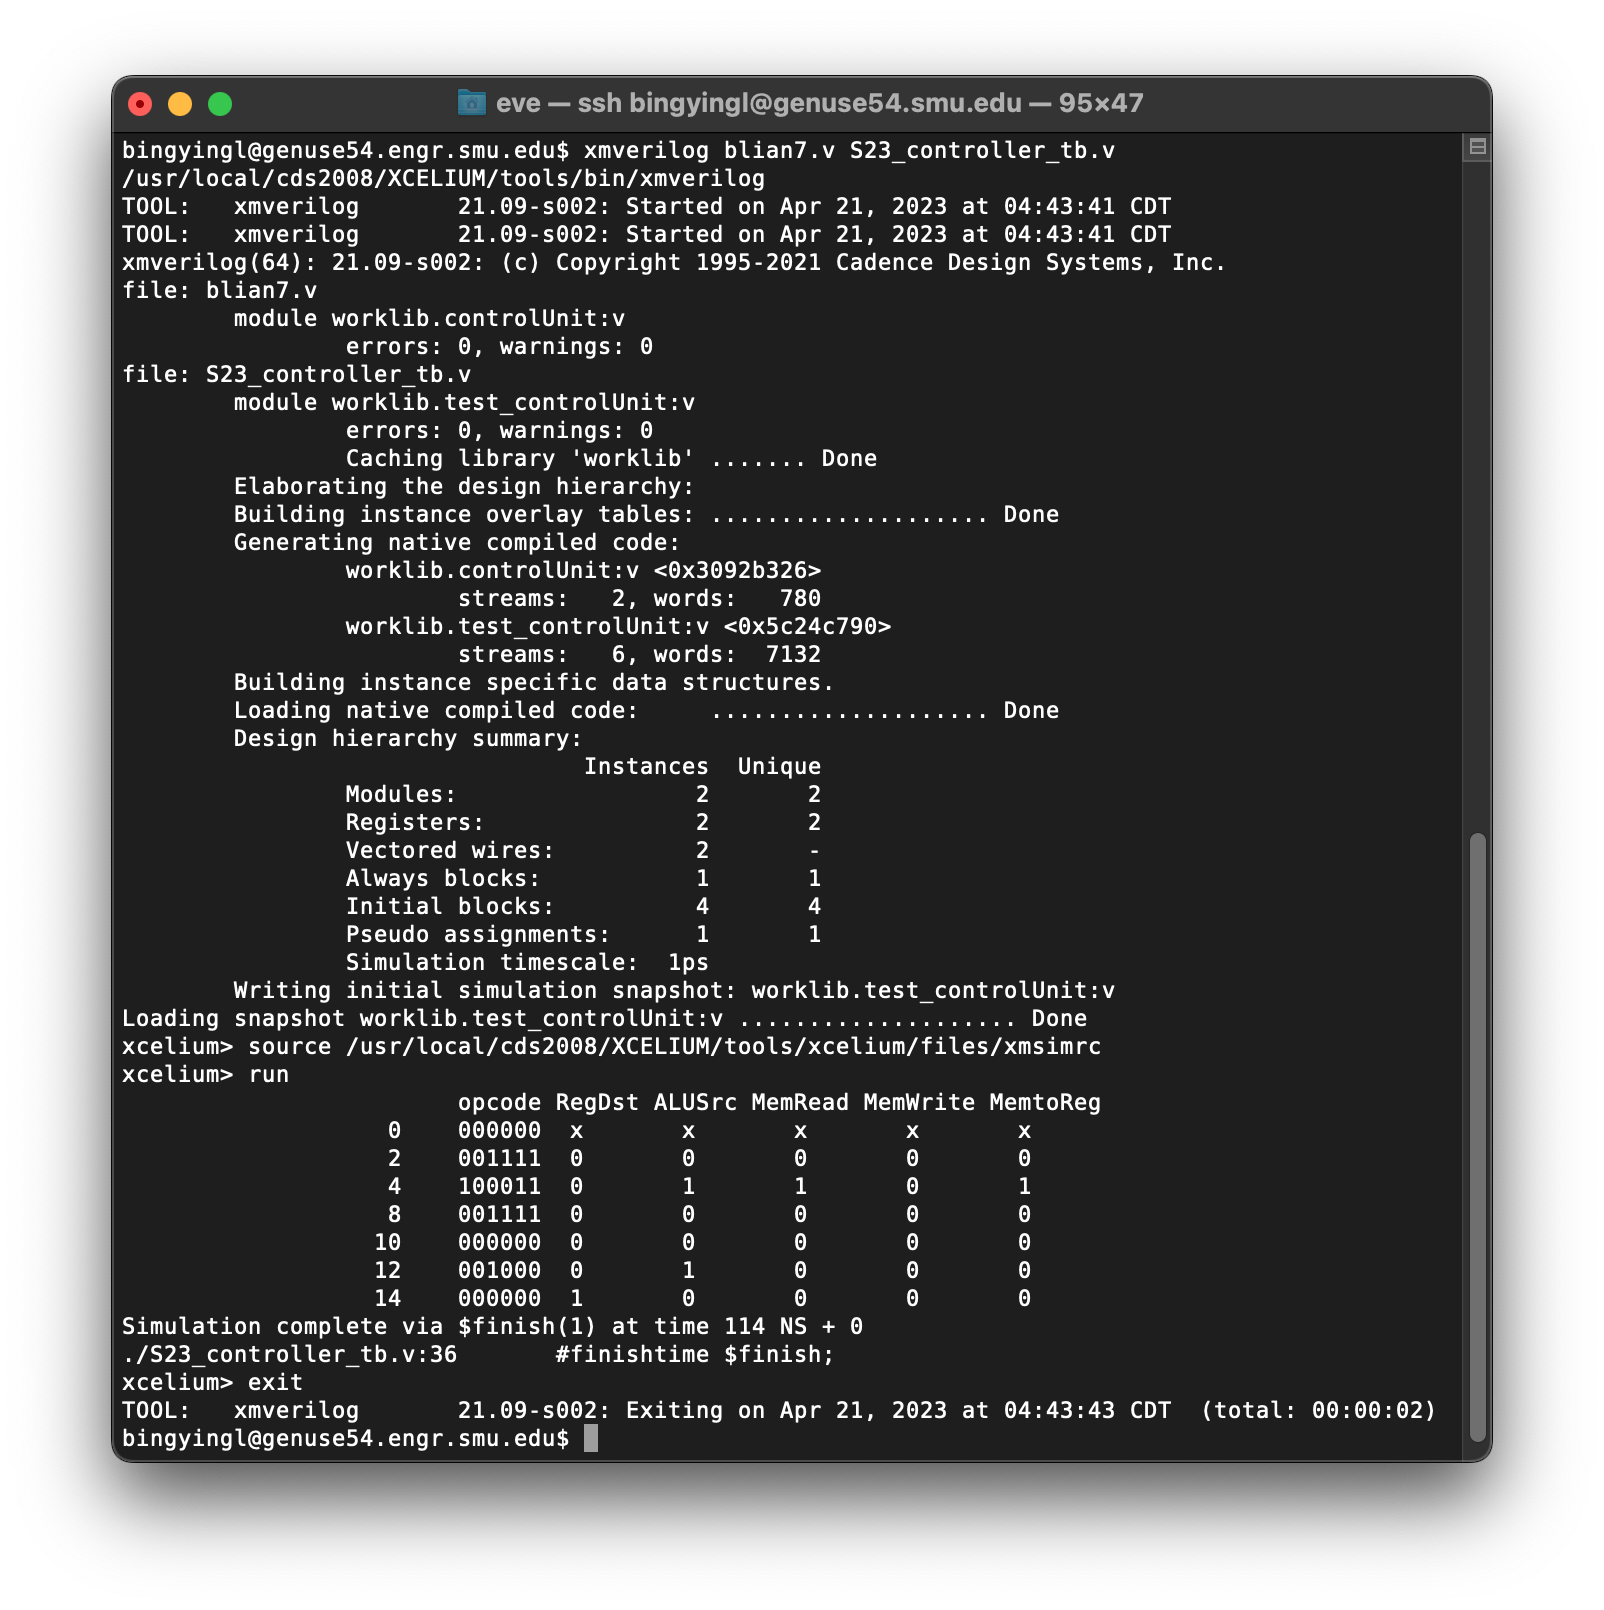 eve — ssh bingyingl@genuse54.smu.edu — 95×47
bingyingl@genuse54.engr.smu.edu$ xmverilog blian7.v S23_controller_tb.v
/usr/local/cds2008/XCELIUM/tools/bin/xmverilog
TOOL:   xmverilog       21.09-s002: Started on Apr 21, 2023 at 04:43:41 CDT
TOOL:   xmverilog       21.09-s002: Started on Apr 21, 2023 at 04:43:41 CDT
xmverilog(64): 21.09-s002: (c) Copyright 1995-2021 Cadence Design Systems, Inc.
file: blian7.v
        module worklib.controlUnit:v
                errors: 0, warnings: 0
file: S23_controller_tb.v
        module worklib.test_controlUnit:v
                errors: 0, warnings: 0
                Caching library 'worklib' ....... Done
        Elaborating the design hierarchy:
        Building instance overlay tables: .................... Done
        Generating native compiled code:
                worklib.controlUnit:v <0x3092b326>
                        streams:   2, words:   780
                worklib.test_controlUnit:v <0x5c24c790>
                        streams:   6, words:  7132
        Building instance specific data structures.
        Loading native compiled code:     .................... Done
        Design hierarchy summary:
                                 Instances  Unique
                Modules:                 2       2
                Registers:               2       2
                Vectored wires:          2       -
                Always blocks:           1       1
                Initial blocks:          4       4
                Pseudo assignments:      1       1
                Simulation timescale:  1ps
        Writing initial simulation snapshot: worklib.test_controlUnit:v
Loading snapshot worklib.test_controlUnit:v .................... Done
xcelium> source /usr/local/cds2008/XCELIUM/tools/xcelium/files/xmsimrc
xcelium> run
                        opcode RegDst ALUSrc MemRead MemWrite MemtoReg
                   0    000000  x       x       x       x       x
                   2    001111  0       0       0       0       0
                   4    100011  0       1       1       0       1
                   8    001111  0       0       0       0       0
                  10    000000  0       0       0       0       0
                  12    001000  0       1       0       0       0
                  14    000000  1       0       0       0       0
Simulation complete via $finish(1) at time 114 NS + 0
./S23_controller_tb.v:36       #finishtime $finish;
xcelium> exit
TOOL:   xmverilog       21.09-s002: Exiting on Apr 21, 2023 at 04:43:43 CDT  (total: 00:00:02)
bingyingl@genuse54.engr.smu.edu$